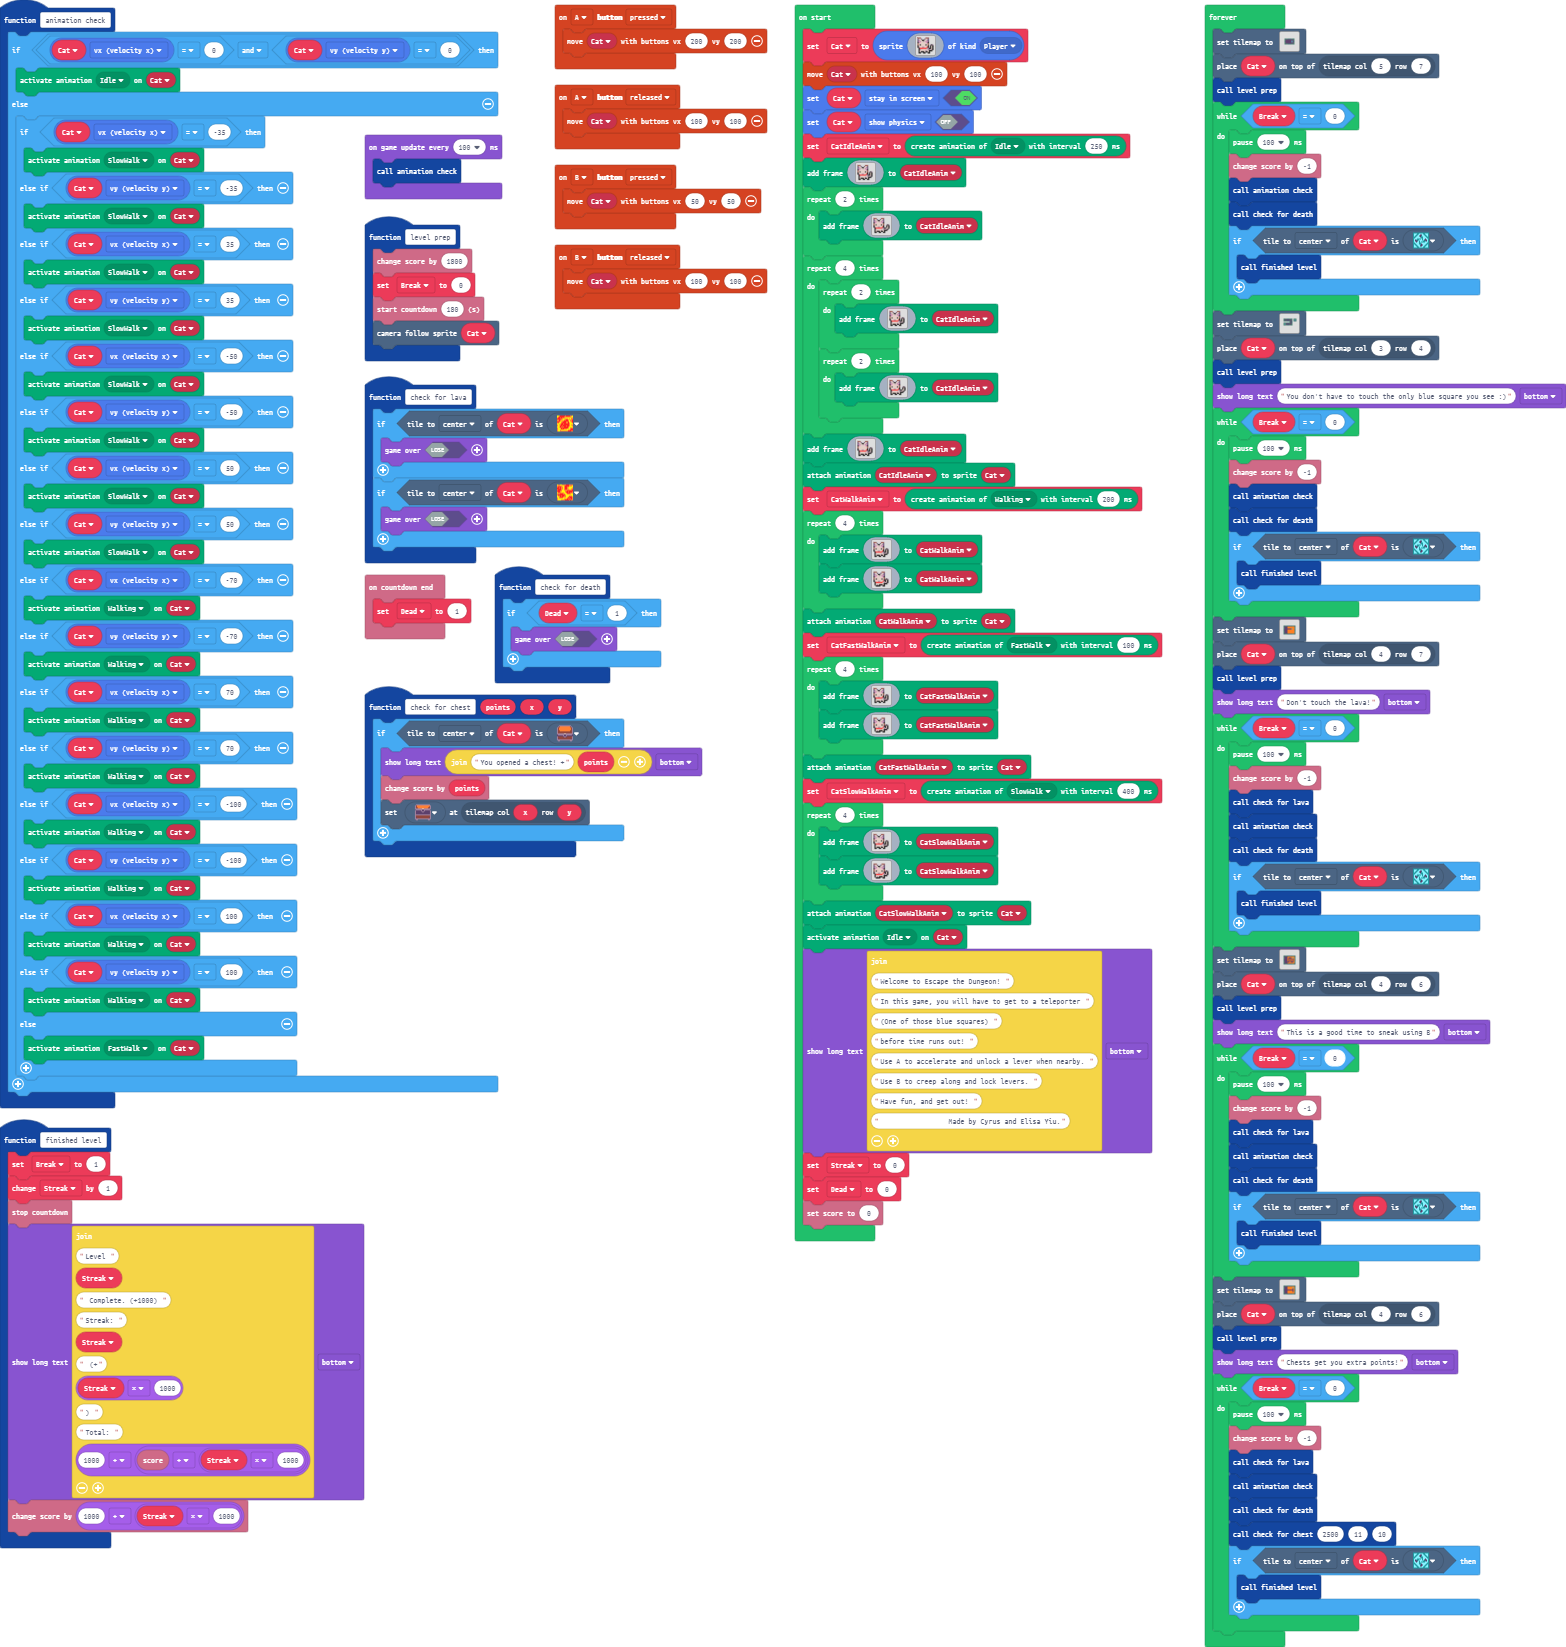 function animation check
if Cat vx (velocity x) = 0 and Cat vy (velocity y) = 0 then
activate animation Idle on Cat
else
if Cat vx (velocity x) = -35 then
activate animation SlowWalk on Cat
else if Cat vy (velocity y) = -35 then
activate animation SlowWalk on Cat
else if Cat vx (velocity x) = 35 then
activate animation SlowWalk on Cat
else if Cat vy (velocity y) = 35 then
activate animation SlowWalk on Cat
else if Cat vx (velocity x) = -50 then
activate animation SlowWalk on Cat
else if Cat vy (velocity y) = -50 then
activate animation SlowWalk on Cat
else if Cat vx (velocity x) = 50 then
activate animation SlowWalk on Cat
else if Cat vy (velocity y) = 50 then
activate animation SlowWalk on Cat
else if Cat vx (velocity x) = -70 then
activate animation Walking on Cat
else if Cat vy (velocity y) = -70 then
activate animation Walking on Cat
else if Cat vx (velocity x) = 70 then
activate animation Walking on Cat
else if Cat vy (velocity y) = 70 then
activate animation Walking on Cat
else if Cat vx (velocity x) = -100 then
activate animation Walking on Cat
else if Cat vy (velocity y) = -100 then
activate animation Walking on Cat
else if Cat vx (velocity x) = 100 then
activate animation Walking on Cat
else if Cat vy (velocity y) = 100 then
activate animation Walking on Cat
else
activate animation FastWalk on Cat
function finished level
set Break to 1
change Streak by 1
stop countdown
show long text
join
"Level "
Streak
" Complete. (+1000) "
"Streak: "
Streak
" (+"
Streak × 1000
") "
"Total: "
1000 + score + Streak × 1000
bottom
change score by 1000 + Streak × 1000
on game update every 100 ms
call animation check
function level prep
change score by 1800
set Break to 0
start countdown 180 (s)
camera follow sprite Cat
function check for lava
if tile to center of Cat is then
game over LOSE
if tile to center of Cat is then
game over LOSE
on countdown end
set Dead to 1
function check for death
if Dead = 1 then
game over LOSE
function check for chest points x y
if tile to center of Cat is then
show long text join "You opened a chest! +" points bottom
change score by points
set at tilemap col x row y
on A button pressed
move Cat with buttons vx 200 vy 200
on A button released
move Cat with buttons vx 100 vy 100
on B button pressed
move Cat with buttons vx 50 vy 50
on B button released
move Cat with buttons vx 100 vy 100
on start
set Cat to sprite of kind Player
move Cat with buttons vx 100 vy 100
set Cat stay in screen ON
set Cat show physics OFF
set CatIdleAnim to create animation of Idle with interval 250 ms
add frame to CatIdleAnim
repeat 2 times
do
add frame to CatIdleAnim
repeat 4 times
do
repeat 2 times
do
add frame to CatIdleAnim
repeat 2 times
do
add frame to CatIdleAnim
add frame to CatIdleAnim
attach animation CatIdleAnim to sprite Cat
set CatWalkAnim to create animation of Walking with interval 200 ms
repeat 4 times
do
add frame to CatWalkAnim
add frame to CatWalkAnim
attach animation CatWalkAnim to sprite Cat
set CatFastWalkAnim to create animation of FastWalk with interval 100 ms
repeat 4 times
do
add frame to CatFastWalkAnim
add frame to CatFastWalkAnim
attach animation CatFastWalkAnim to sprite Cat
set CatSlowWalkAnim to create animation of SlowWalk with interval 400 ms
repeat 4 times
do
add frame to CatSlowWalkAnim
add frame to CatSlowWalkAnim
attach animation CatSlowWalkAnim to sprite Cat
activate animation Idle on Cat
show long text
join
"Welcome to Escape the Dungeon! "
"In this game, you will have to get to a teleporter "
"(One of those blue squares) "
"before time runs out! "
"Use A to accelerate and unlock a lever when nearby. "
"Use B to creep along and lock levers. "
"Have fun, and get out! "
" Made by Cyrus and Elisa Yiu."
bottom
set Streak to 0
set Dead to 0
set score to 0
forever
set tilemap to
place Cat on top of tilemap col 5 row 7
call level prep
while Break = 0
do
pause 100 ms
change score by -1
call animation check
call check for death
if tile to center of Cat is then
call finished level
set tilemap to
place Cat on top of tilemap col 3 row 4
call level prep
show long text "You don't have to touch the only blue square you see :)" bottom
while Break = 0
do
pause 100 ms
change score by -1
call animation check
call check for death
if tile to center of Cat is then
call finished level
set tilemap to
place Cat on top of tilemap col 4 row 7
call level prep
show long text "Don't touch the lava!" bottom
while Break = 0
do
pause 100 ms
change score by -1
call check for lava
call animation check
call check for death
if tile to center of Cat is then
call finished level
set tilemap to
place Cat on top of tilemap col 4 row 6
call level prep
show long text "This is a good time to sneak using B" bottom
while Break = 0
do
pause 100 ms
change score by -1
call check for lava
call animation check
call check for death
if tile to center of Cat is then
call finished level
set tilemap to
place Cat on top of tilemap col 4 row 6
call level prep
show long text "Chests get you extra points!" bottom
while Break = 0
do
pause 100 ms
change score by -1
call check for lava
call animation check
call check for death
call check for chest 2500 11 10
if tile to center of Cat is then
call finished level